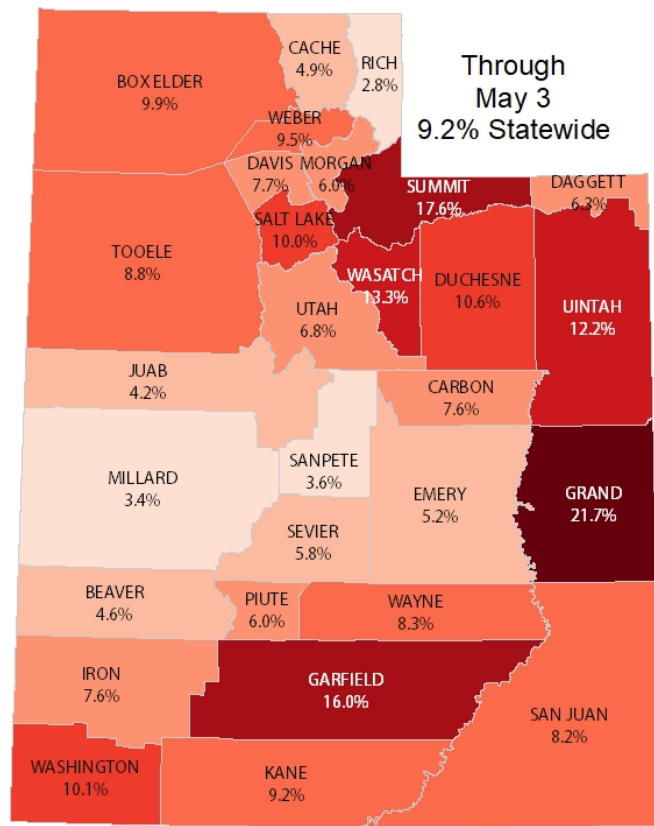 Through
May 3
9.2% Statewide
CACHE
4.9%
RICH
2.8%
BOX ELDER
9.9%
WEBER
9.5%
DAVIS
7.7%
MORGAN
6.0%
SUMMIT
17.6%
DAGGETT
6.3%
SALT LAKE
10.0%
TOOELE
8.8%
WASATCH
13.3%
DUCHESNE
10.6%
UINTAH
12.2%
UTAH
6.8%
JUAB
4.2%
CARBON
7.6%
MILLARD
3.4%
SANPETE
3.6%
EMERY
5.2%
GRAND
21.7%
SEVIER
5.8%
BEAVER
4.6%
PIUTE
6.0%
WAYNE
8.3%
IRON
7.6%
GARFIELD
16.0%
SAN JUAN
8.2%
WASHINGTON
10.1%
KANE
9.2%